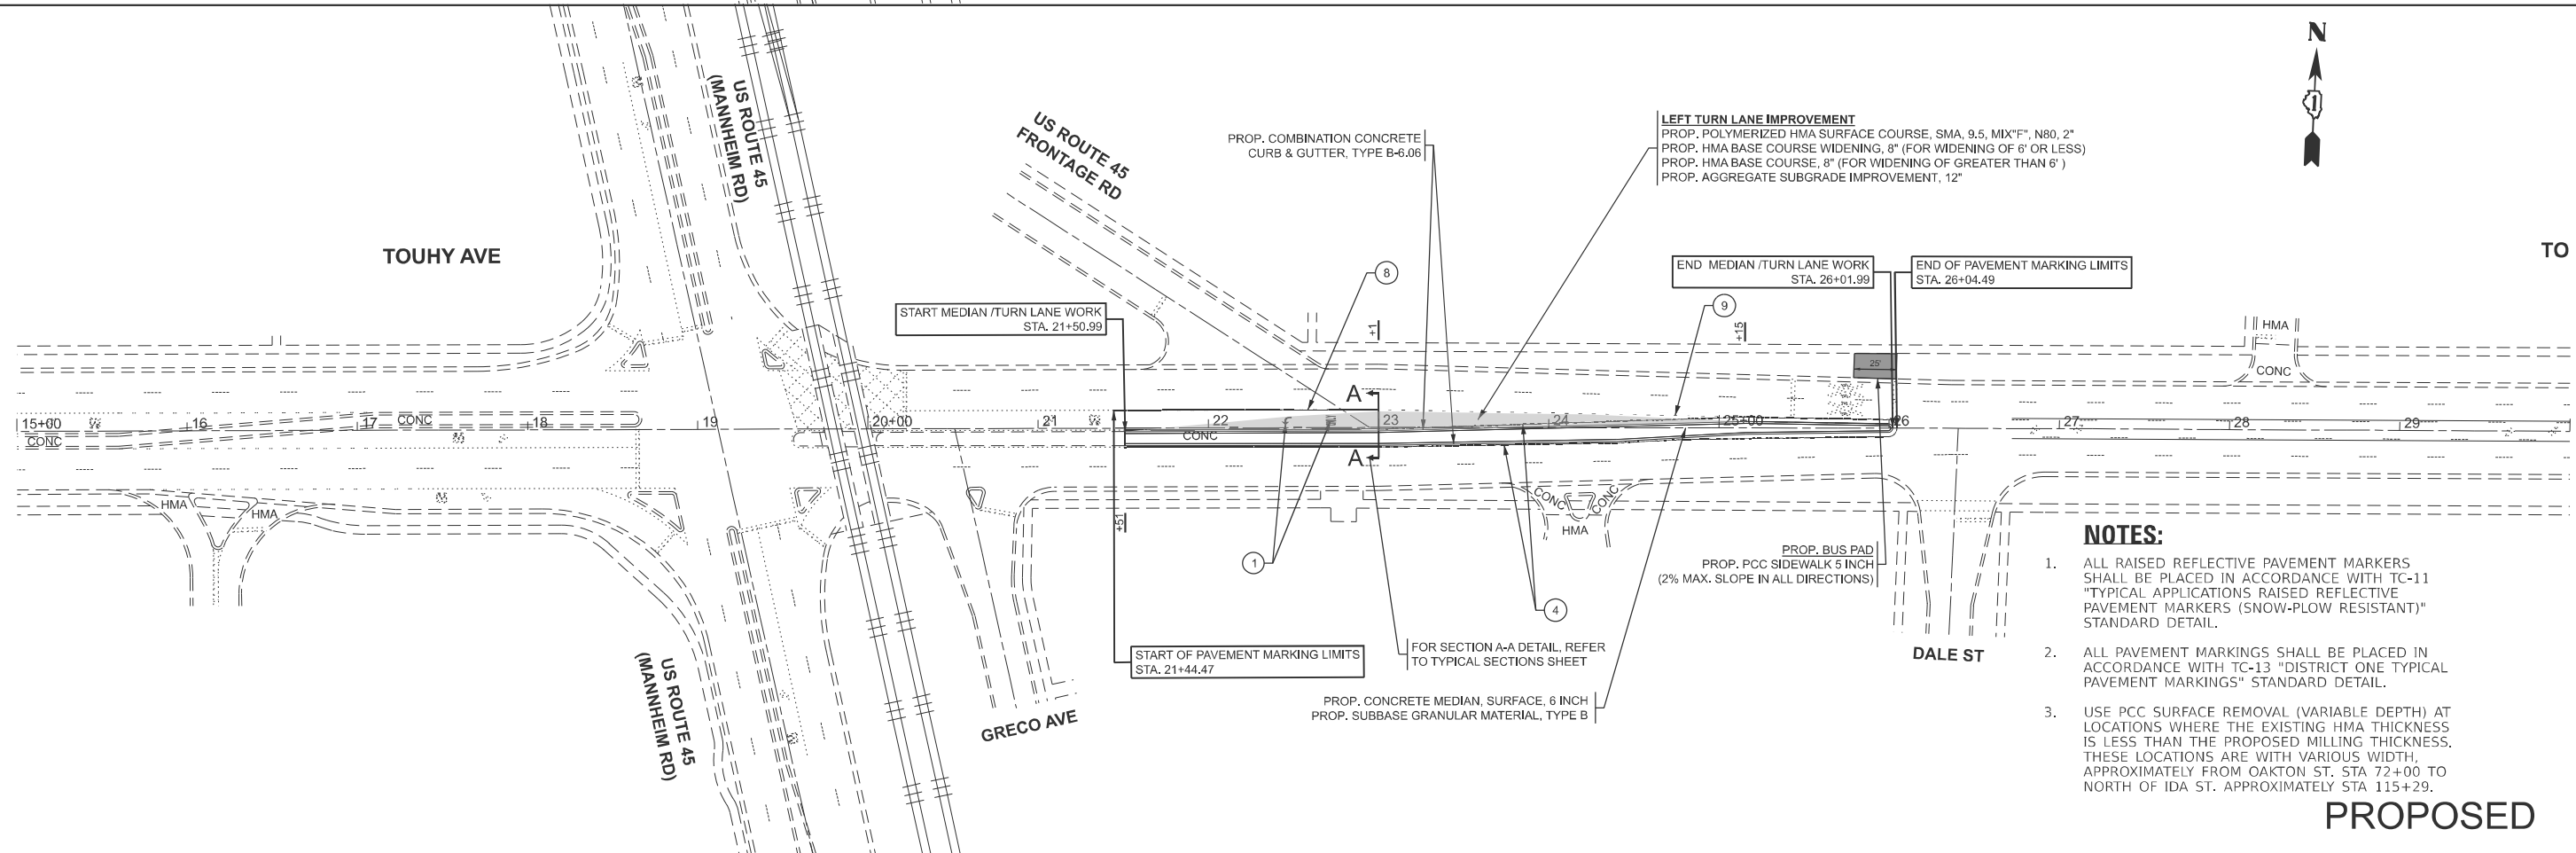 N
1
US ROUTE 45
(MANNHEIM RD)
US ROUTE 45
FRONTAGE RD
PROP. COMBINATION CONCRETE
CURB & GUTTER, TYPE B-6.06
LEFT TURN LANE IMPROVEMENT
PROP. POLYMERIZED HMA SURFACE COURSE, SMA, 9.5, MIX"F", N80, 2"
PROP. HMA BASE COURSE WIDENING, 8" (FOR WIDENING OF 6' OR LESS)
PROP. HMA BASE COURSE, 8" (FOR WIDENING OF GREATER THAN 6' )
PROP. AGGREGATE SUBGRADE IMPROVEMENT, 12"
TOUHY AVE
TO
8
END MEDIAN /TURN LANE WORK
STA. 26+01.99
END OF PAVEMENT MARKING LIMITS
STA. 26+04.49
START MEDIAN /TURN LANE WORK
STA. 21+50.99
9
+1
+15
HMA
CONC
25'
A
15+00
16
17
CONC
18
19
20+00
21
22
23
24
25+00
26
27
28
29
CONC
CONC
A
HMA
HMA
+51
CONC
CONC
HMA
1
4
PROP. BUS PAD
PROP. PCC SIDEWALK 5 INCH
(2% MAX. SLOPE IN ALL DIRECTIONS)
START OF PAVEMENT MARKING LIMITS
STA. 21+44.47
FOR SECTION A-A DETAIL, REFER
TO TYPICAL SECTIONS SHEET
DALE ST
US ROUTE 45
(MANNHEIM RD)
GRECO AVE
PROP. CONCRETE MEDIAN, SURFACE, 6 INCH
PROP. SUBBASE GRANULAR MATERIAL, TYPE B
NOTES:
1. ALL RAISED REFLECTIVE PAVEMENT MARKERS
SHALL BE PLACED IN ACCORDANCE WITH TC-11
"TYPICAL APPLICATIONS RAISED REFLECTIVE
PAVEMENT MARKERS (SNOW-PLOW RESISTANT)"
STANDARD DETAIL.
2. ALL PAVEMENT MARKINGS SHALL BE PLACED IN
ACCORDANCE WITH TC-13 "DISTRICT ONE TYPICAL
PAVEMENT MARKINGS" STANDARD DETAIL.
3. USE PCC SURFACE REMOVAL (VARIABLE DEPTH) AT
LOCATIONS WHERE THE EXISTING HMA THICKNESS
IS LESS THAN THE PROPOSED MILLING THICKNESS.
THESE LOCATIONS ARE WITH VARIOUS WIDTH,
APPROXIMATELY FROM OAKTON ST. STA 72+00 TO
NORTH OF IDA ST. APPROXIMATELY STA 115+29.
PROPOSED